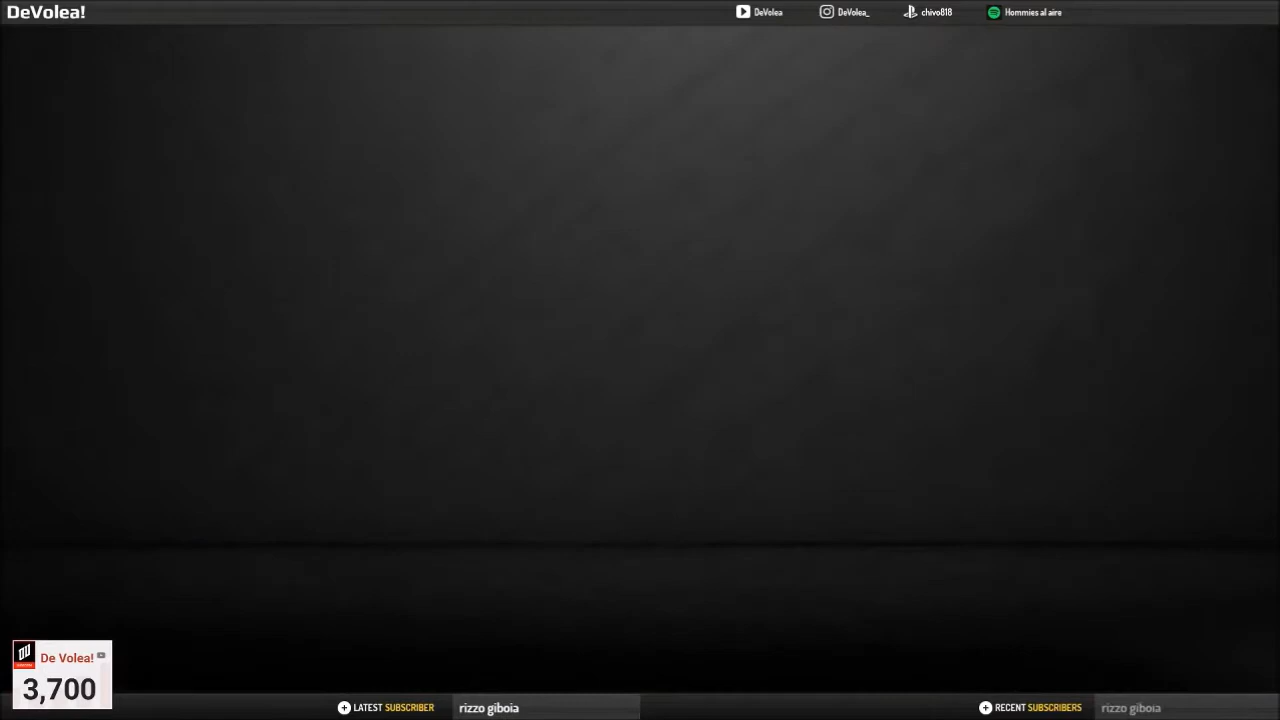 DeVolea!
DeVolea
DeVolea_
chivo818
Hommies al aire
De Volea!
3,700
LATEST SUBSCRIBER
rizzo giboia
RECENT SUBSCRIBERS
rizzo giboia